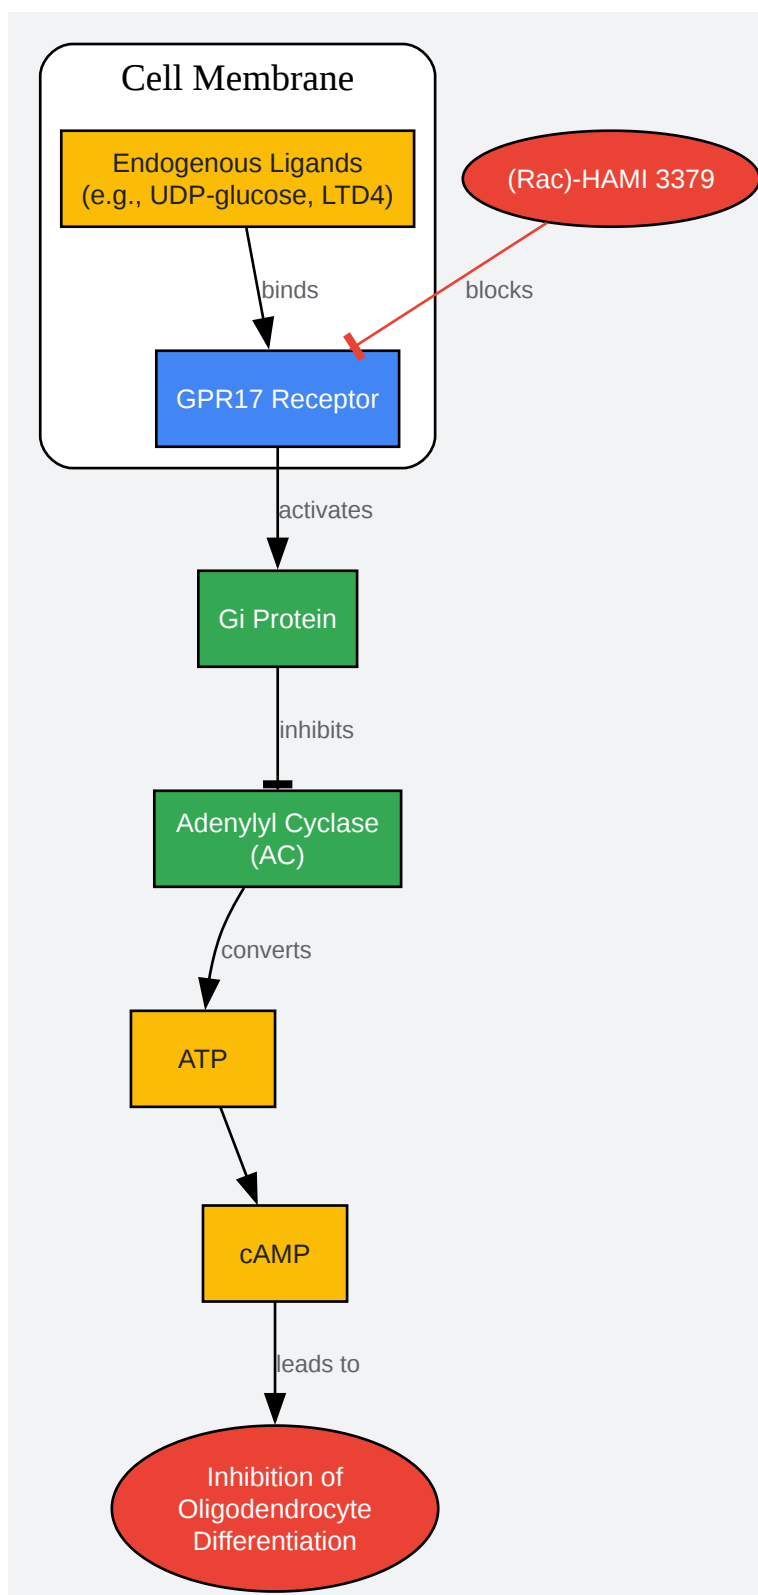 Cell Membrane
Endogenous Ligands
(e.g., UDP-glucose, LTD4)
(Rac)-HAMI 3379
binds
blocks
GPR17 Receptor
activates
Gi Protein
inhibits
Adenylyl Cyclase
(AC)
converts
ATP
cAMP
leads to
Inhibition of
Oligodendrocyte
Differentiation